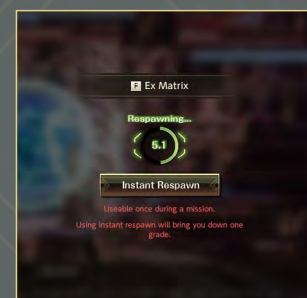 F Ex Matrix
Respawning...
5.1
Instant Respawn
Useable once during a mission.
Using instant respawn will bring you down one
grade.